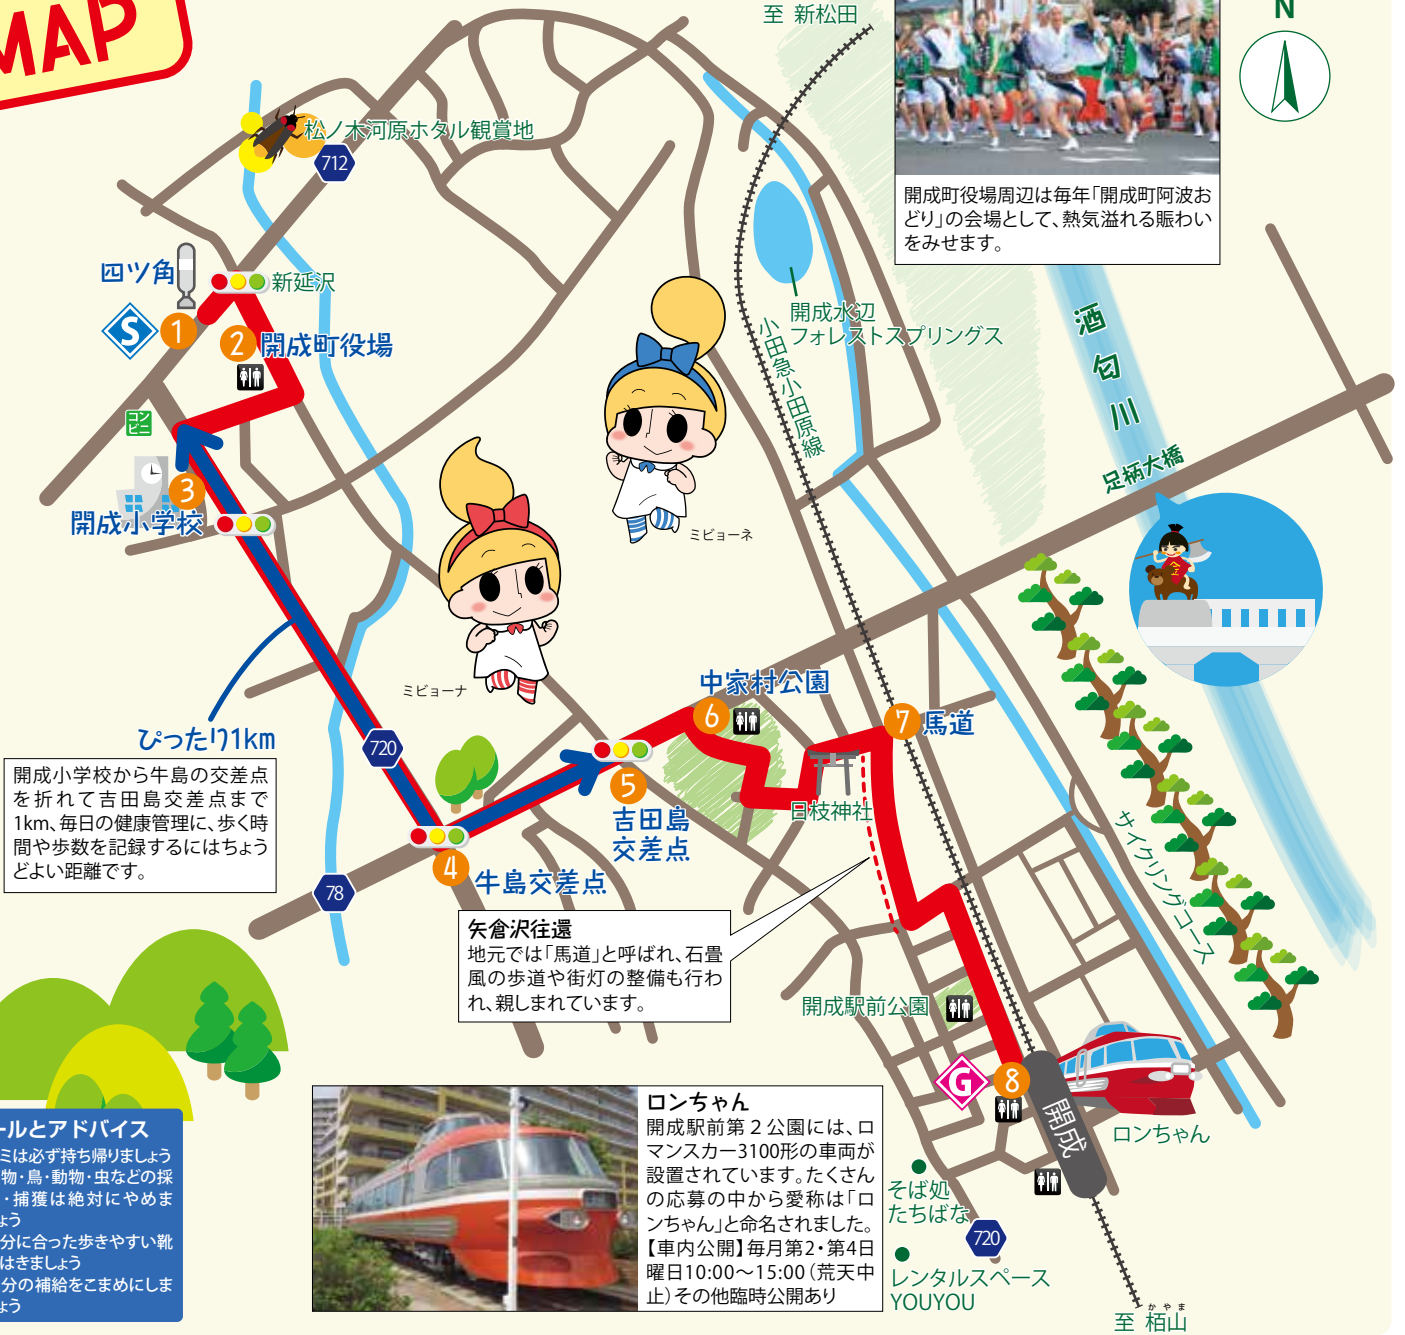 MAP
至 新松田
N
開成町役場周辺は毎年「開成町阿波お
どり」の会場として、熱気溢れる賑わい
をみせます。
松ノ木河原ホタル観賞地
712
四ツ角
新延沢
S
1
2
開成町役場
コン
ビニ
3
開成小学校
開成水辺
フォレストスプリングス
小田急小田原線
酒匂川
足柄大橋
金
ミビョーネ
ミビョーナ
ぴったり1km
開成小学校から牛島の交差点
を折れて吉田島交差点まで
1km、毎日の健康管理に、歩く時
間や歩数を記録するにはちょう
どよい距離です。
720
中家村公園
6
7
馬道
5
吉田島
交差点
日枝神社
4
牛島交差点
78
サイクリングコース
矢倉沢往還
地元では「馬道」と呼ばれ、石畳
風の歩道や街灯の整備も行わ
れ、親しまれています。
開成駅前公園
G
8
開成
ロンちゃん
ールとアドバイス
ミは必ず持ち帰りましょう
物・鳥・動物・虫などの採
・捕獲は絶対にやめま
ょう
分に合った歩きやすい靴
はきましょう
分の補給をこまめにしま
ょう
ロンちゃん
開成駅前第2公園には、ロ
マンスカー3100形の車両が
設置されています。たくさん
の応募の中から愛称は「ロ
ンちゃん」と命名されました。
【車内公開】毎月第2・第4日
曜日10:00〜15:00（荒天中
止）その他臨時公開あり
そば処
たちばな
720
レンタルスペース
YOUYOU
かやま
至 栢山